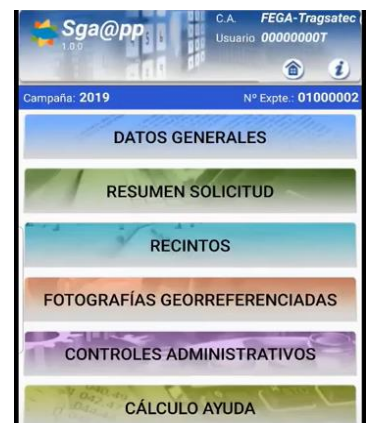 Sga@pp
1.0.0
C.A. FEGA-Tragsatec
Usuario 00000000T
Campaña: 2019 Nº Expte.: 01000002
DATOS GENERALES
RESUMEN SOLICITUD
RECINTOS
FOTOGRAFÍAS GEORREFERENCIADAS
CONTROLES ADMINISTRATIVOS
CÁLCULO AYUDA